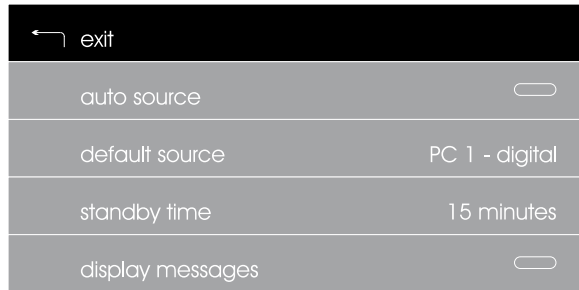 exit
auto source
default source PC 1 - digital
standby time 15 minutes
display messages